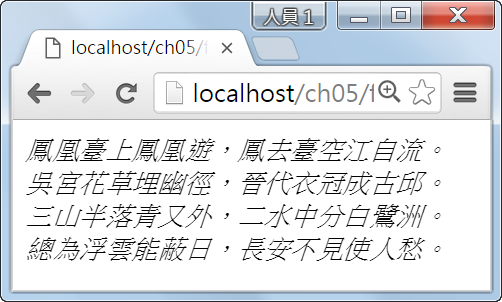 人員 1
localhost/ch05/
localhost/ch05/
鳳凰臺上鳳凰遊，鳳去臺空江自流。
吳宮花草埋幽徑，晉代衣冠成古邱。
三山半落青又外，二水中分白鷺洲。
總為浮雲能蔽日，長安不見使人愁。